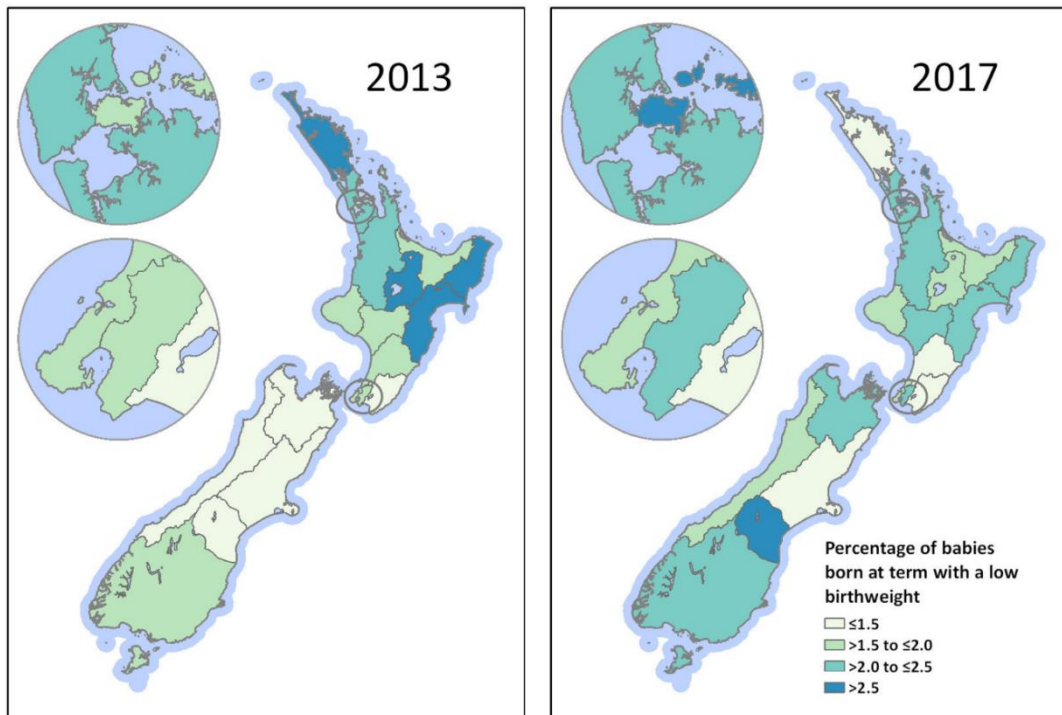 2013
2017
Percentage of babies
born at term with a low
birthweight
≤1.5
>1.5 to ≤2.0
>2.0 to ≤2.5
>2.5